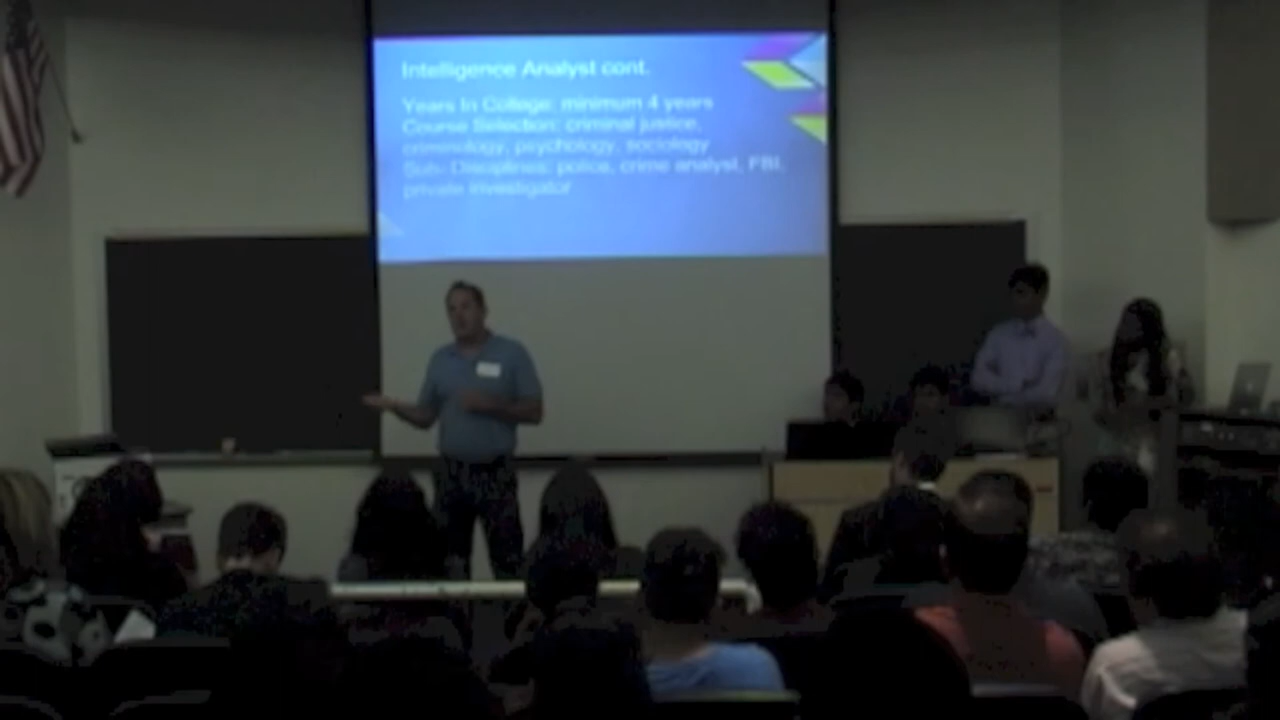 Intelligence Analyst cont.
Years In College: minimum 4 years
Course Selection: criminal justice,
criminology, psychology, sociology
Sub- Disciplines: police, crime analyst, FBI,
private investigator